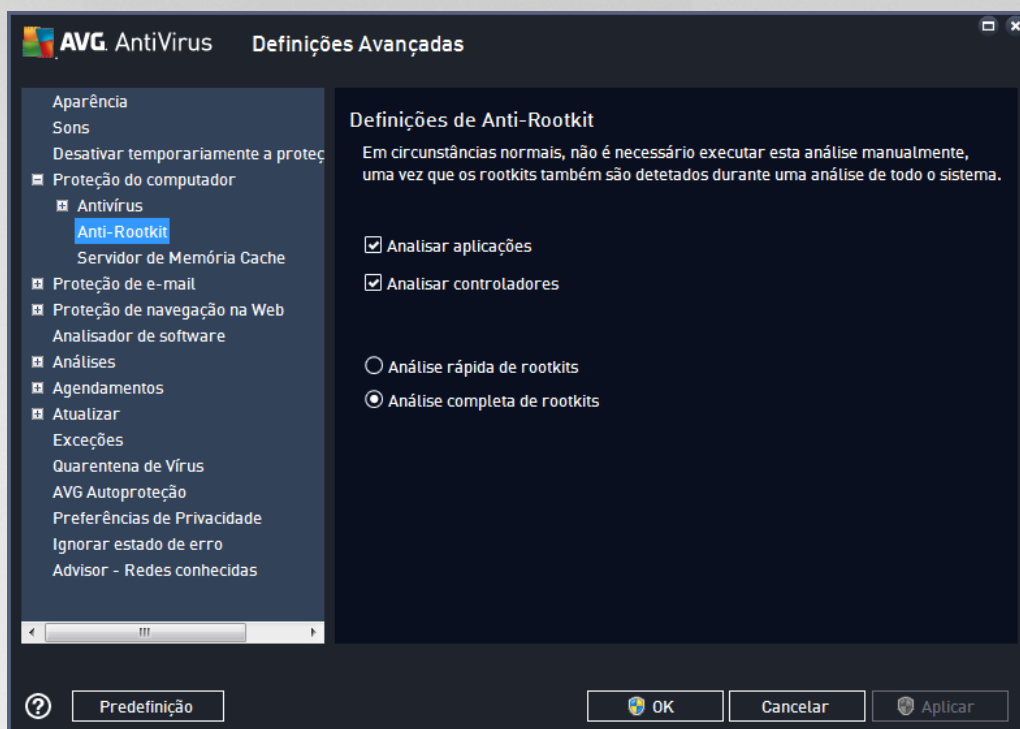 AVG. AntiVirus
Definições Avançadas
Aparência
Sons
Desativar temporariamente a proteç
Proteção do computador
Antivírus
Anti-Rootkit
Servidor de Memória Cache
Proteção de e-mail
Proteção de navegação na Web
Analisador de software
Análises
Agendamentos
Atualizar
Exceções
Quarentena de Vírus
AVG Autoproteção
Preferências de Privacidade
Ignorar estado de erro
Advisor - Redes conhecidas
Definições de Anti-Rootkit
Em circunstâncias normais, não é necessário executar esta análise manualmente,
uma vez que os rootkits também são detetados durante uma análise de todo o sistema.
Analisar aplicações
Analisar controladores
Análise rápida de rootkits
Análise completa de rootkits
Predefinição
OK
Cancelar
Aplicar